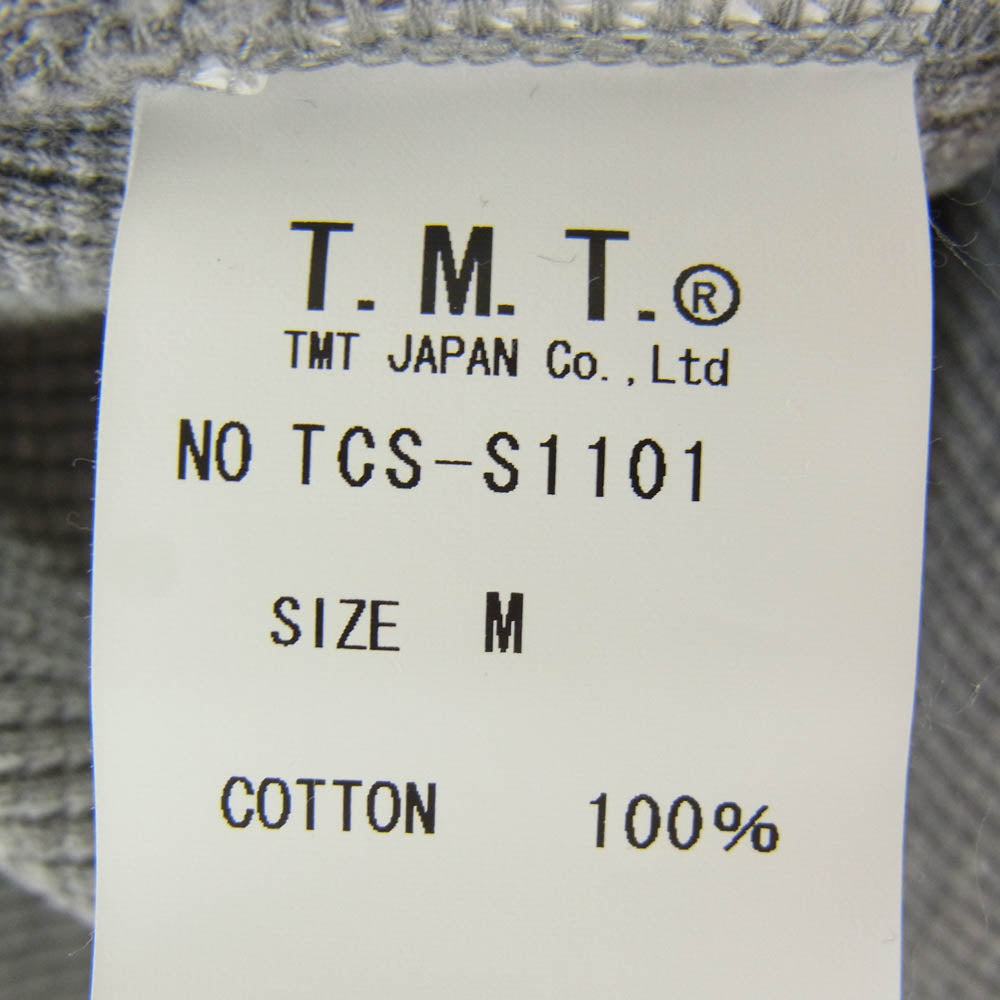 T.M.T.®
TMT JAPAN Co.,Ltd
NO TCS-S1101
SIZE M
COTTON 100%